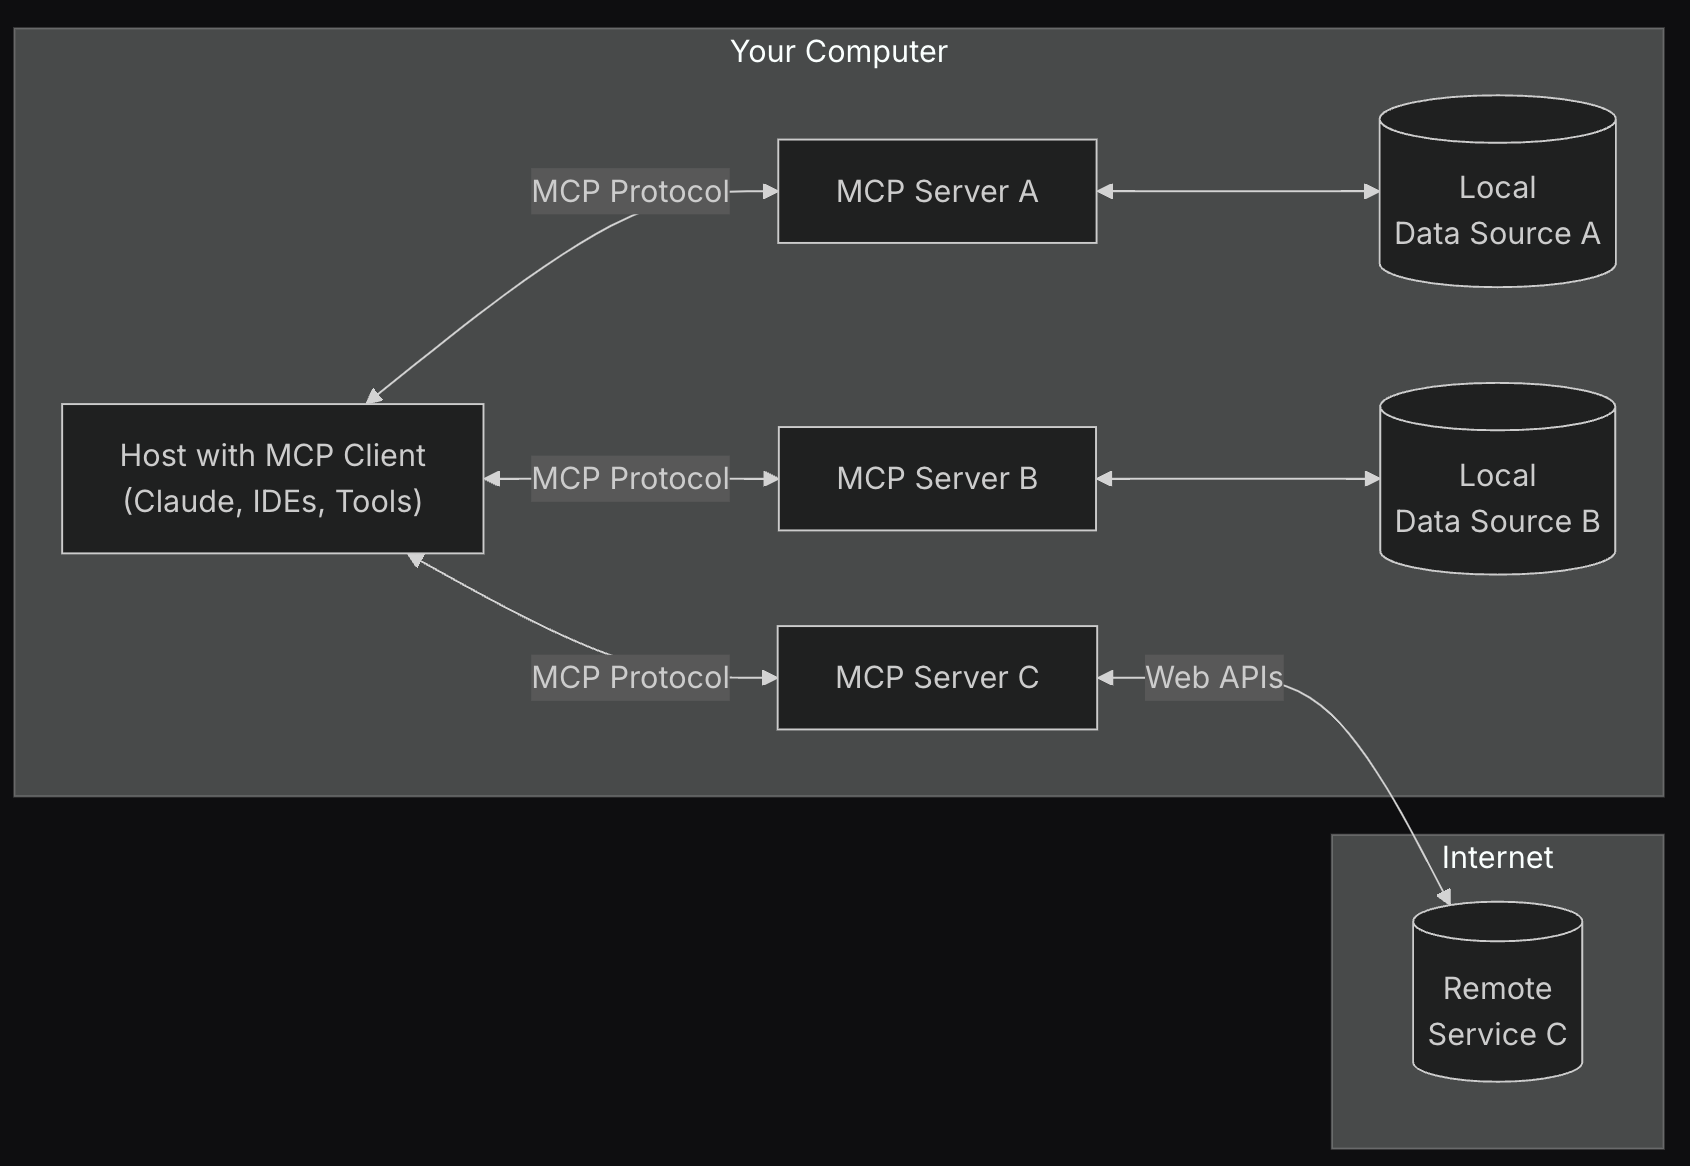 Your Computer
MCP Protocol
MCP Server A
Local
Data Source A
Host with MCP Client
(Claude, IDEs, Tools)
MCP Protocol
MCP Server B
Local
Data Source B
MCP Protocol
MCP Server C
Web APIs
Internet
Remote
Service C